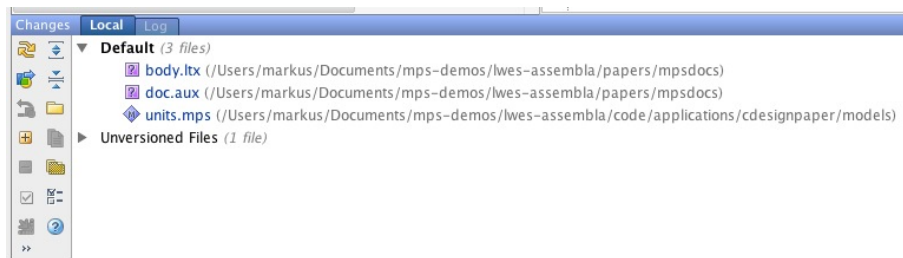 Changes Local Log
Default (3 files)
body.ltx (/Users/markus/Documents/mps-demos/lwes-assembla/papers/mpsdocs)
doc.aux (/Users/markus/Documents/mps-demos/lwes-assembla/papers/mpsdocs)
units.mps (/Users/markus/Documents/mps-demos/lwes-assembla/code/applications/cdesignpaper/models)
Unversioned Files (1 file)